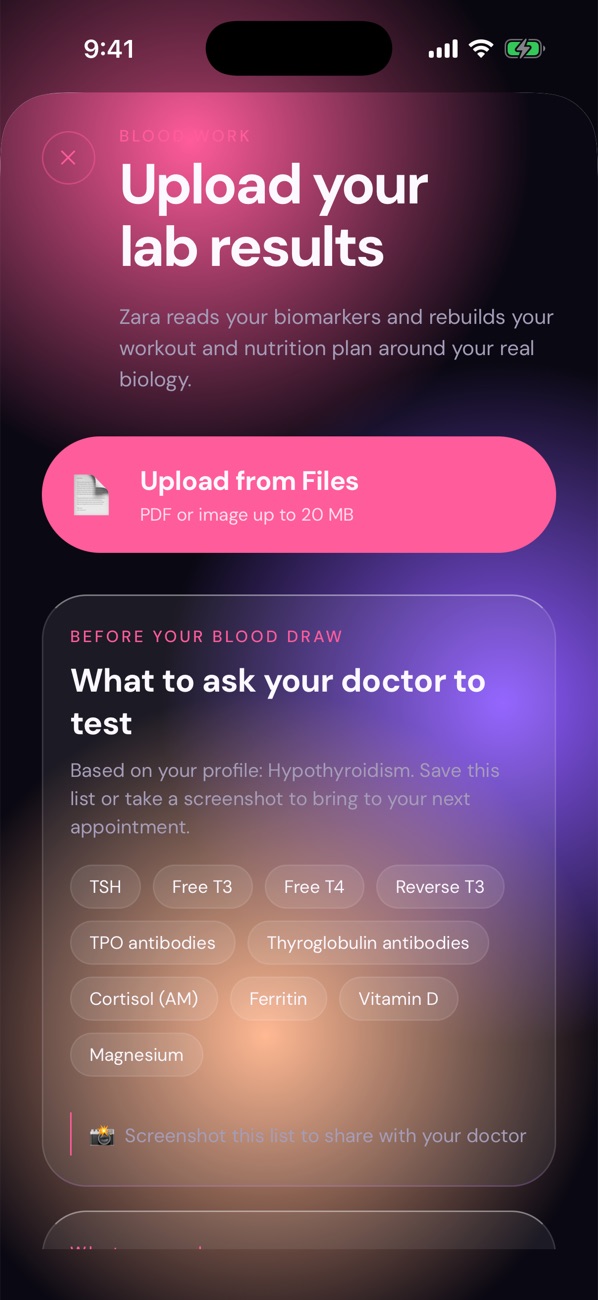 9:41
BLOOD WORK
Upload your
lab results
Zara reads your biomarkers and rebuilds your
workout and nutrition plan around your real
biology.
Upload from Files
PDF or image up to 20 MB
BEFORE YOUR BLOOD DRAW
What to ask your doctor to
test
Based on your profile: Hypothyroidism. Save this
list or take a screenshot to bring to your next
appointment.
TSH Free T3 Free T4 Reverse T3
TPO antibodies Thyroglobulin antibodies
Cortisol (AM) Ferritin Vitamin D
Magnesium
Screenshot this list to share with your doctor